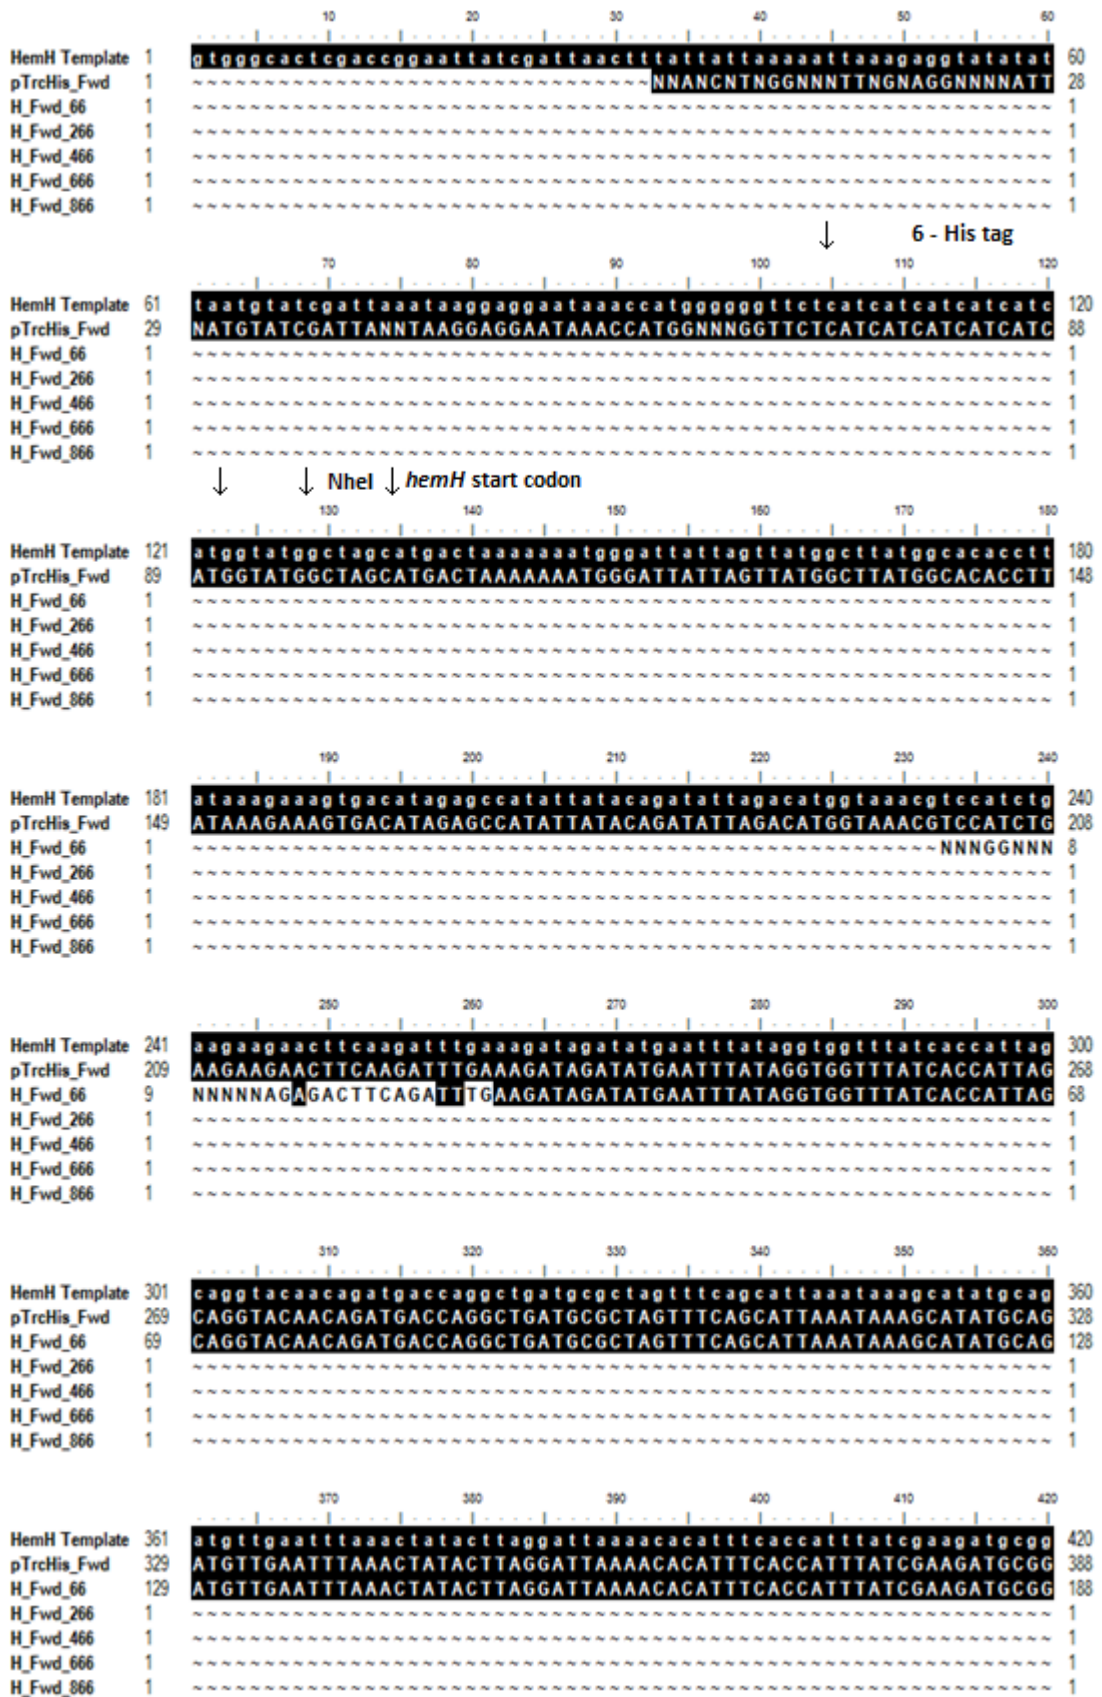 10 20 30 40 50 60
HemH Template 1 gtgggcactcgaccggaattatcgattaactttattattaaaaattaaagaggtatatat 60
pTrcHis_Fwd 1 ~~~~~~~~~~~~~~~~~~~~~~~~~~~~~~~~NNANCNTNGGNNNTTNGNAGGNNNNATT 28
H_Fwd_66 1 ~~~~~~~~~~~~~~~~~~~~~~~~~~~~~~~~~~~~~~~~~~~~~~~~~~~~~~~~~~~~ 1
H_Fwd_266 1 ~~~~~~~~~~~~~~~~~~~~~~~~~~~~~~~~~~~~~~~~~~~~~~~~~~~~~~~~~~~~ 1
H_Fwd_466 1 ~~~~~~~~~~~~~~~~~~~~~~~~~~~~~~~~~~~~~~~~~~~~~~~~~~~~~~~~~~~~ 1
H_Fwd_666 1 ~~~~~~~~~~~~~~~~~~~~~~~~~~~~~~~~~~~~~~~~~~~~~~~~~~~~~~~~~~~~ 1
H_Fwd_866 1 ~~~~~~~~~~~~~~~~~~~~~~~~~~~~~~~~~~~~~~~~~~~~~~~~~~~~~~~~~~~~ 1
↓ 6 - His tag
70 80 90 100 110 120
HemH Template 61 taatgtatcgattaaataaggaggaataaaccatggggggttctcatcatcatcatcatc 120
pTrcHis_Fwd 29 NATGTATCGATTANNTAAGGAGGAATAAACCATGGNNNGGTTCTCATCATCATCATCATC 88
H_Fwd_66 1 ~~~~~~~~~~~~~~~~~~~~~~~~~~~~~~~~~~~~~~~~~~~~~~~~~~~~~~~~~~~~ 1
H_Fwd_266 1 ~~~~~~~~~~~~~~~~~~~~~~~~~~~~~~~~~~~~~~~~~~~~~~~~~~~~~~~~~~~~ 1
H_Fwd_466 1 ~~~~~~~~~~~~~~~~~~~~~~~~~~~~~~~~~~~~~~~~~~~~~~~~~~~~~~~~~~~~ 1
H_Fwd_666 1 ~~~~~~~~~~~~~~~~~~~~~~~~~~~~~~~~~~~~~~~~~~~~~~~~~~~~~~~~~~~~ 1
H_Fwd_866 1 ~~~~~~~~~~~~~~~~~~~~~~~~~~~~~~~~~~~~~~~~~~~~~~~~~~~~~~~~~~~~ 1
↓ ↓ NheI ↓ hemH start codon
130 140 150 160 170 180
HemH Template 121 atggtatggctagcatgactaaaaaaatgggattattagttatggcttatggcacacctt 180
pTrcHis_Fwd 89 ATGGTATGGCTAGCATGACTAAAAAAATGGGATTATTAGTTATGGCTTATGGCACACCTT 148
H_Fwd_66 1 ~~~~~~~~~~~~~~~~~~~~~~~~~~~~~~~~~~~~~~~~~~~~~~~~~~~~~~~~~~~~ 1
H_Fwd_266 1 ~~~~~~~~~~~~~~~~~~~~~~~~~~~~~~~~~~~~~~~~~~~~~~~~~~~~~~~~~~~~ 1
H_Fwd_466 1 ~~~~~~~~~~~~~~~~~~~~~~~~~~~~~~~~~~~~~~~~~~~~~~~~~~~~~~~~~~~~ 1
H_Fwd_666 1 ~~~~~~~~~~~~~~~~~~~~~~~~~~~~~~~~~~~~~~~~~~~~~~~~~~~~~~~~~~~~ 1
H_Fwd_866 1 ~~~~~~~~~~~~~~~~~~~~~~~~~~~~~~~~~~~~~~~~~~~~~~~~~~~~~~~~~~~~ 1
190 200 210 220 230 240
HemH Template 181 ataaagaaagtgacatagagccatattatacagatattagacatggtaaacgtccatctg 240
pTrcHis_Fwd 149 ATAAAGAAAGTGACATAGAGCCATATTATACAGATATTAGACATGGTAAACGTCCATCTG 208
H_Fwd_66 1 ~~~~~~~~~~~~~~~~~~~~~~~~~~~~~~~~~~~~~~~~~~~~~~~~~~~~NNNGGNNN 8
H_Fwd_266 1 ~~~~~~~~~~~~~~~~~~~~~~~~~~~~~~~~~~~~~~~~~~~~~~~~~~~~~~~~~~~~ 1
H_Fwd_466 1 ~~~~~~~~~~~~~~~~~~~~~~~~~~~~~~~~~~~~~~~~~~~~~~~~~~~~~~~~~~~~ 1
H_Fwd_666 1 ~~~~~~~~~~~~~~~~~~~~~~~~~~~~~~~~~~~~~~~~~~~~~~~~~~~~~~~~~~~~ 1
H_Fwd_866 1 ~~~~~~~~~~~~~~~~~~~~~~~~~~~~~~~~~~~~~~~~~~~~~~~~~~~~~~~~~~~~ 1
250 260 270 280 290 300
HemH Template 241 aagaagaacttcaagatttgaaagatagatatgaatttataggtggtttatcaccattag 300
pTrcHis_Fwd 209 AAGAAGAACTTCAAGATTTGAAAGATAGATATGAATTTATAGGTGGTTTATCACCATTAG 268
H_Fwd_66 9 NNNNNAGAGACTTCAGATTTGAAGATAGATATGAATTTATAGGTGGTTTATCACCATTAG 68
H_Fwd_266 1 ~~~~~~~~~~~~~~~~~~~~~~~~~~~~~~~~~~~~~~~~~~~~~~~~~~~~~~~~~~~~ 1
H_Fwd_466 1 ~~~~~~~~~~~~~~~~~~~~~~~~~~~~~~~~~~~~~~~~~~~~~~~~~~~~~~~~~~~~ 1
H_Fwd_666 1 ~~~~~~~~~~~~~~~~~~~~~~~~~~~~~~~~~~~~~~~~~~~~~~~~~~~~~~~~~~~~ 1
H_Fwd_866 1 ~~~~~~~~~~~~~~~~~~~~~~~~~~~~~~~~~~~~~~~~~~~~~~~~~~~~~~~~~~~~ 1
310 320 330 340 350 360
HemH Template 301 caggtacaacagatgaccaggctgatgcgctagtttcagcattaaataaagcatatgcag 360
pTrcHis_Fwd 269 CAGGTACAACAGATGACCAGGCTGATGCGCTAGTTTCAGCATTAAATAAAGCATATGCAG 328
H_Fwd_66 69 CAGGTACAACAGATGACCAGGCTGATGCGCTAGTTTCAGCATTAAATAAAGCATATGCAG 128
H_Fwd_266 1 ~~~~~~~~~~~~~~~~~~~~~~~~~~~~~~~~~~~~~~~~~~~~~~~~~~~~~~~~~~~~ 1
H_Fwd_466 1 ~~~~~~~~~~~~~~~~~~~~~~~~~~~~~~~~~~~~~~~~~~~~~~~~~~~~~~~~~~~~ 1
H_Fwd_666 1 ~~~~~~~~~~~~~~~~~~~~~~~~~~~~~~~~~~~~~~~~~~~~~~~~~~~~~~~~~~~~ 1
H_Fwd_866 1 ~~~~~~~~~~~~~~~~~~~~~~~~~~~~~~~~~~~~~~~~~~~~~~~~~~~~~~~~~~~~ 1
370 380 390 400 410 420
HemH Template 361 atgttgaatttaaactatacttaggattaaaacacatttcaccatttatcgaagatgcgg 420
pTrcHis_Fwd 329 ATGTTGAATTTAAACTATACTTAGGATTAAAACACATTTCACCATTTATCGAAGATGCGG 388
H_Fwd_66 129 ATGTTGAATTTAAACTATACTTAGGATTAAAACACATTTCACCATTTATCGAAGATGCGG 188
H_Fwd_266 1 ~~~~~~~~~~~~~~~~~~~~~~~~~~~~~~~~~~~~~~~~~~~~~~~~~~~~~~~~~~~~ 1
H_Fwd_466 1 ~~~~~~~~~~~~~~~~~~~~~~~~~~~~~~~~~~~~~~~~~~~~~~~~~~~~~~~~~~~~ 1
H_Fwd_666 1 ~~~~~~~~~~~~~~~~~~~~~~~~~~~~~~~~~~~~~~~~~~~~~~~~~~~~~~~~~~~~ 1
H_Fwd_866 1 ~~~~~~~~~~~~~~~~~~~~~~~~~~~~~~~~~~~~~~~~~~~~~~~~~~~~~~~~~~~~ 1